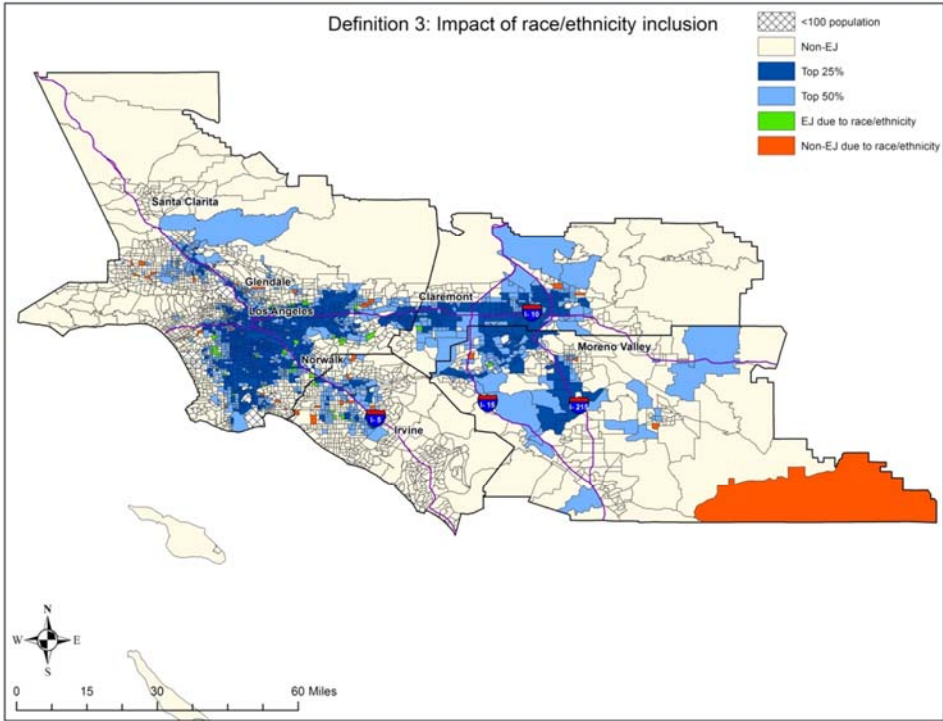 Definition 3: Impact of race/ethnicity inclusion
<100 population
Non-EJ
Top 25%
Top 50%
EJ due to race/ethnicity
Non-EJ due to race/ethnicity
Santa Clarita
Glendale
Claremont
Los Angeles
I- 10
Norwalk
Moreno Valley
I- 15
I- 215
I- 5
Irvine
N
W E
S
0 15 30 60 Miles